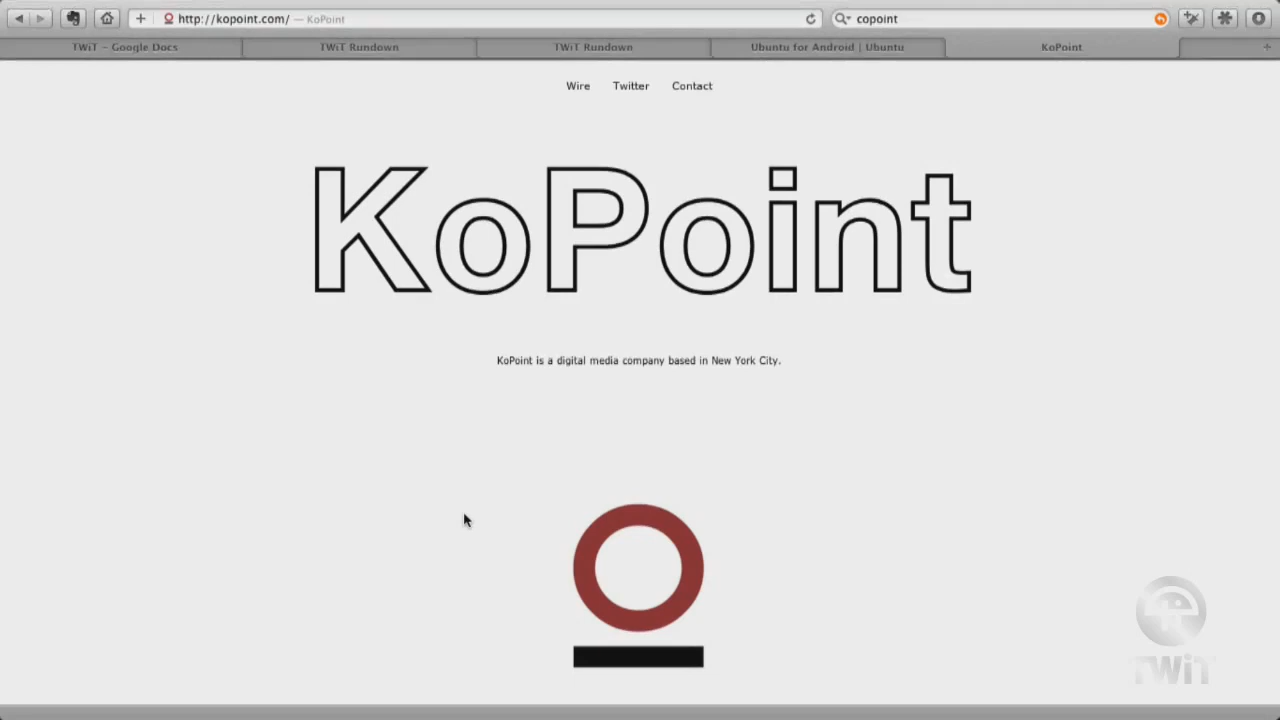 http://kopoint.com/ — KoPoint
copoint
TWiT – Google Docs
TWiT Rundown
TWiT Rundown
Ubuntu for Android | Ubuntu
KoPoint
Wire Twitter Contact
KoPoint
KoPoint is a digital media company based in New York City.
TWiT